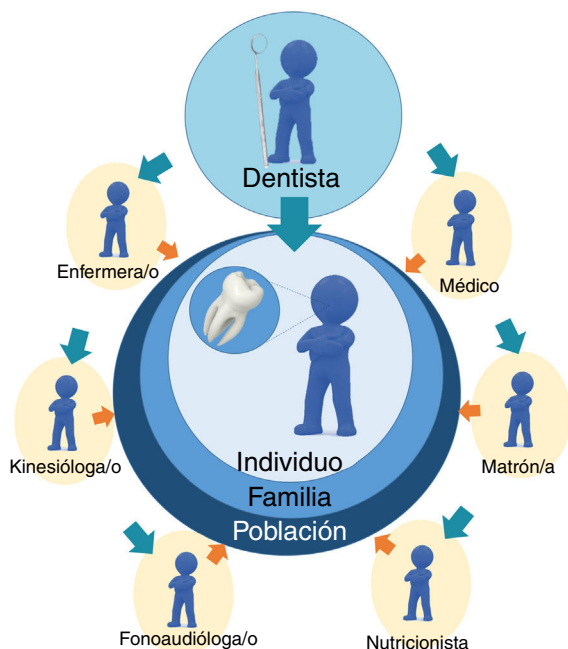 Dentista
Enfermera/o
Médico
Kinesióloga/o
Matrón/a
Individuo
Familia
Población
Fonoaudióloga/o
Nutricionista